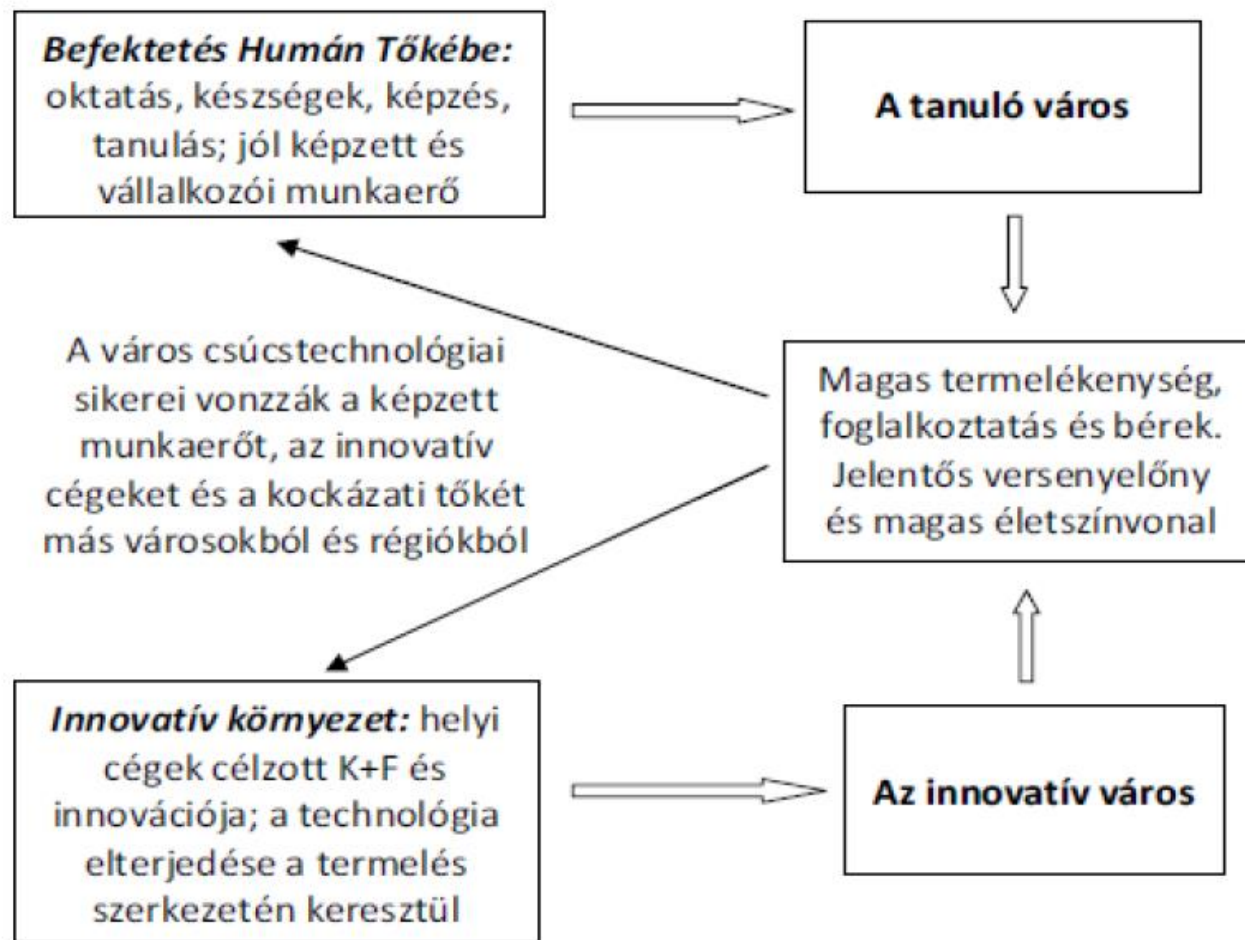 Befektetés Humán Tőkébe:
oktatás, készségek, képzés,
tanulás; jól képzett és
vállalkozói munkaerő
A tanuló város
A város csúcstechnológiai
sikerei vonzzák a képzett
munkaerőt, az innovatív
cégeket és a kockázati tőkét
más városokból és régiókból
Magas termelékenység,
foglalkoztatás és bérek.
Jelentős versenyelőny
és magas életszínvonal
Innovatív környezet: helyi
cégek célzott K+F és
innovációja; a technológia
elterjedése a termelés
szerkezetén keresztül
Az innovatív város